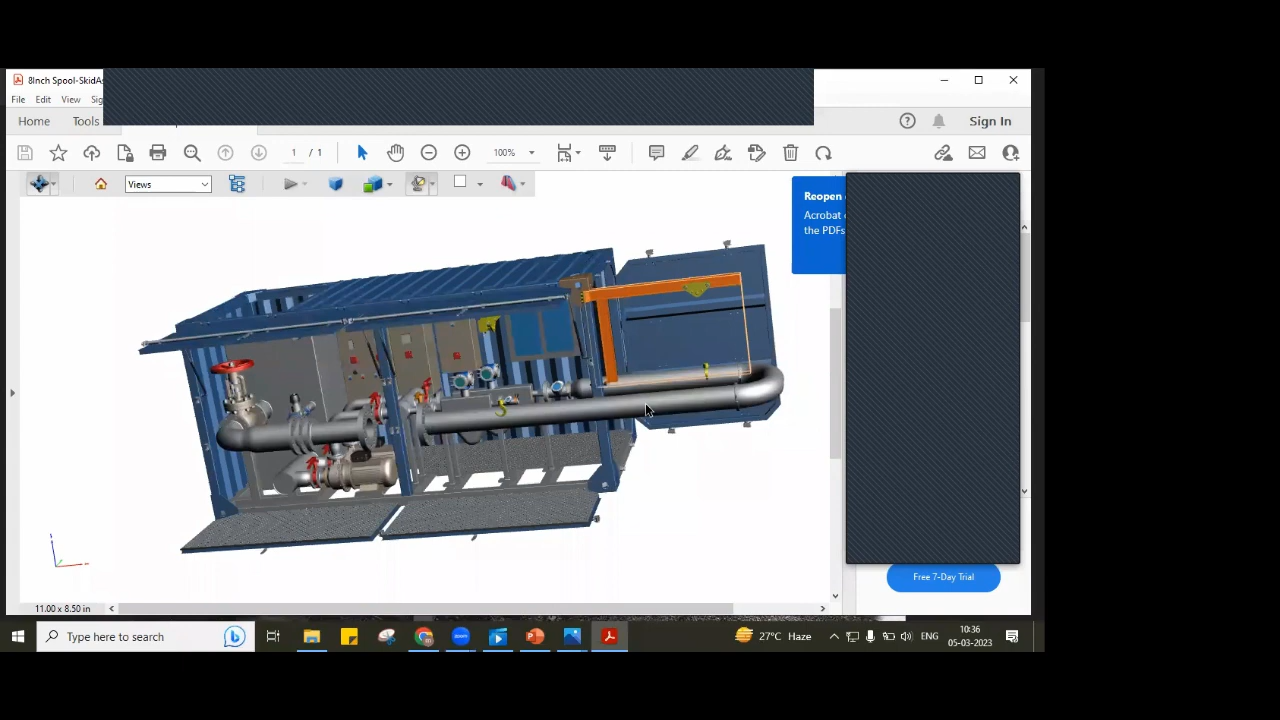 8Inch Spool-SkidAs
File Edit View Sig
Home Tools
Sign In
1 / 1
100%
Views
Reopen
Acrobat
the PDFs
Free 7-Day Trial
11.00 x 8.50 in
Type here to search
27°C Haze
ENG
10:36
05-03-2023